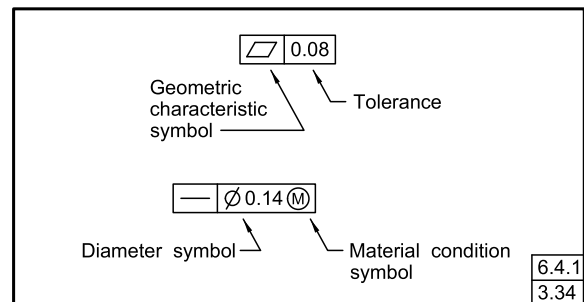 0.08
Geometric
characteristic
symbol
Tolerance
⌀ 0.14 Ⓜ
Diameter symbol
Material condition
symbol
6.4.1
3.34